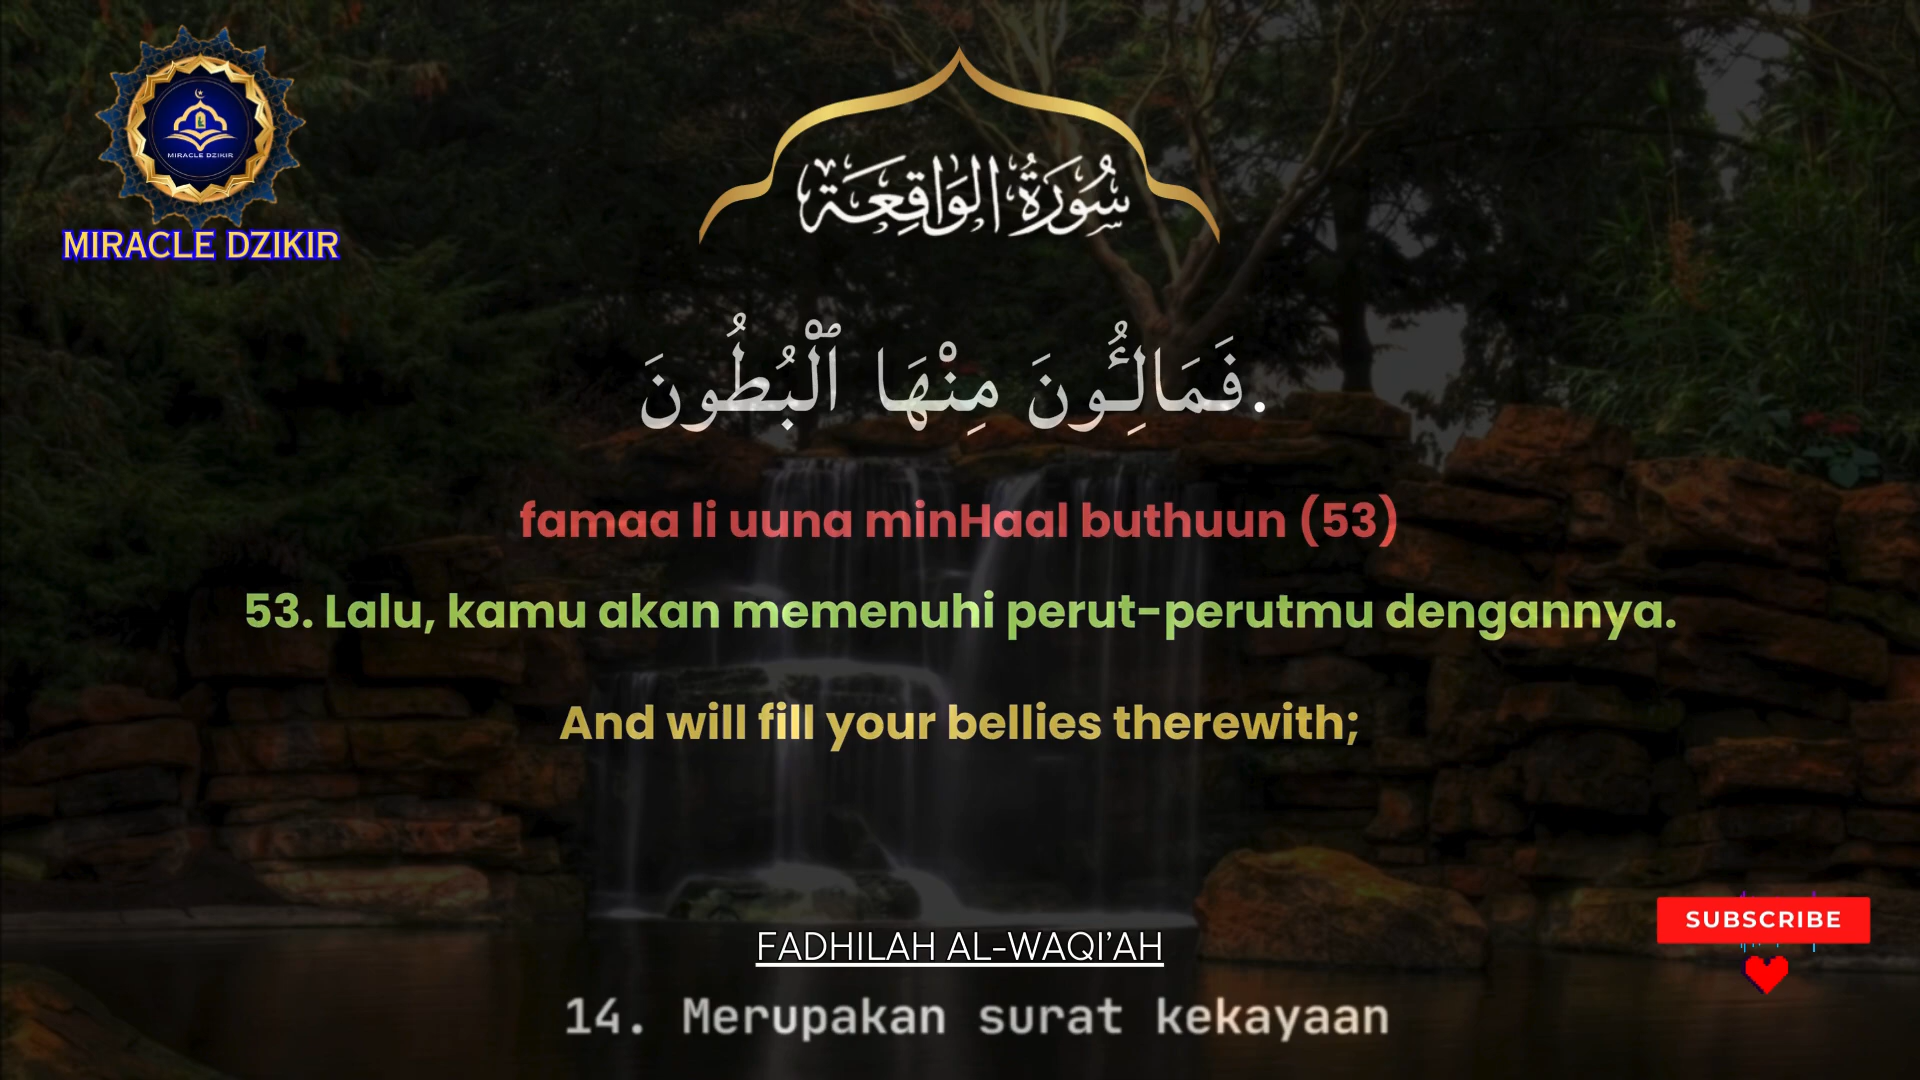 MIRACLE DZIKIR
MIRACLE DZIKIR
سُورَةُ الوَاقِعَة
فَمَالِـُٔونَ مِنْهَا ٱلْبُطُونَ.
famaa li uuna minHaal buthuun (53)
53. Lalu, kamu akan memenuhi perut-perutmu dengannya.
And will fill your bellies therewith;
SUBSCRIBE
FADHILAH AL-WAQI'AH
14. Merupakan surat kekayaan